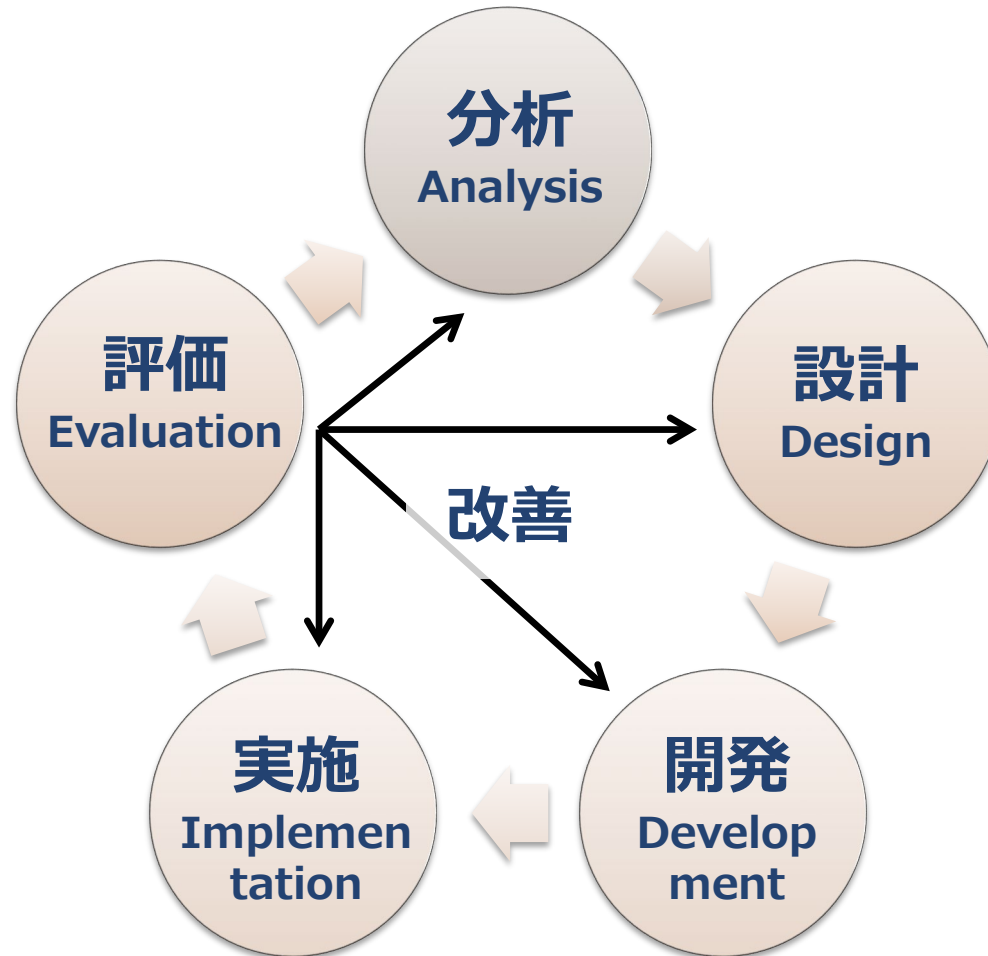 分析
Analysis
設計
Design
開発
Develop
ment
実施
Implemen
tation
評価
Evaluation
改善